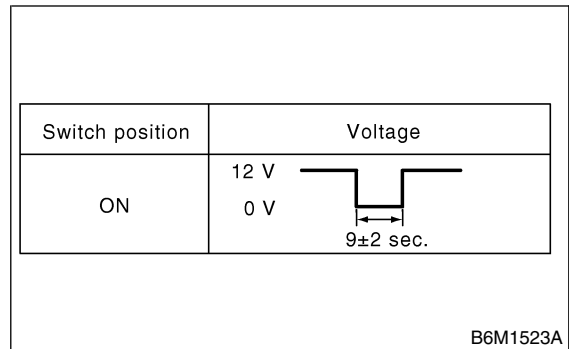 Switch position Voltage
ON
12 V
0 V
9±2 sec.
B6M1523A